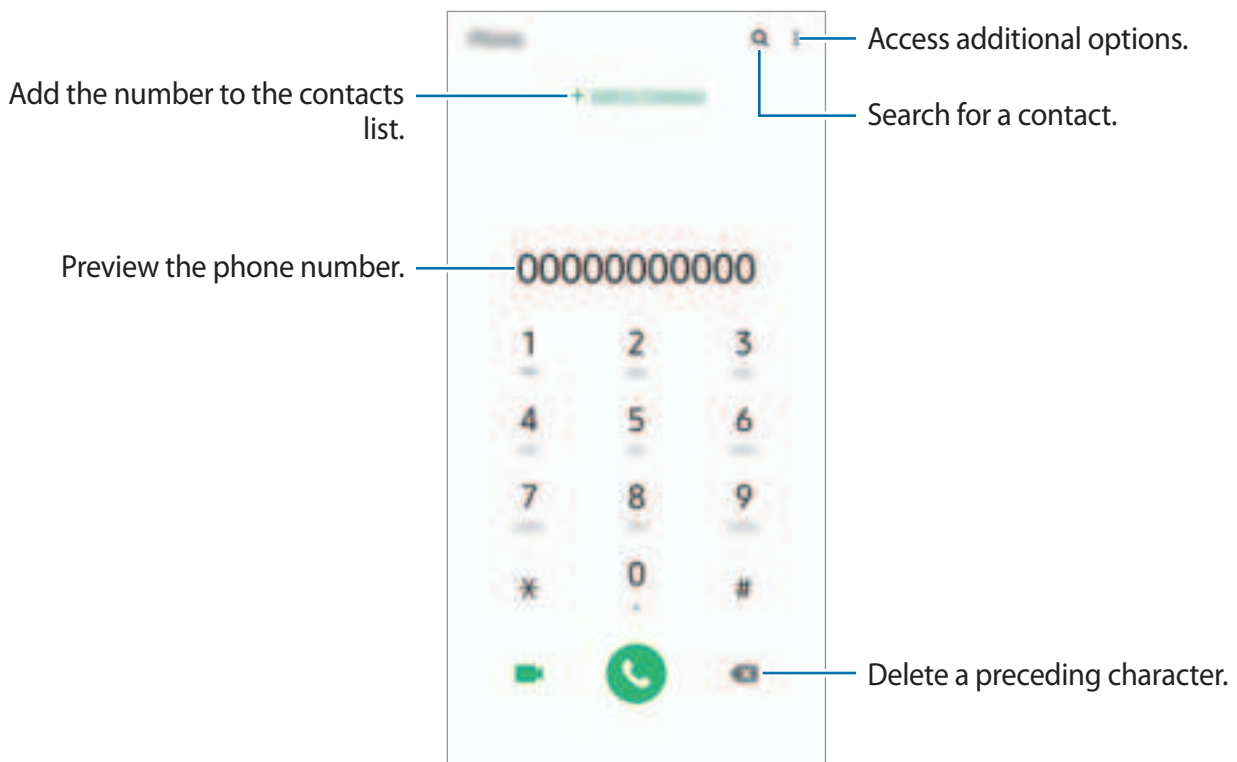 Access additional options.
Add the number to the contacts
list.
Search for a contact.
Preview the phone number.
00000000000
1 2 3
4 5 6
7 8 9
* 0 #
Delete a preceding character.